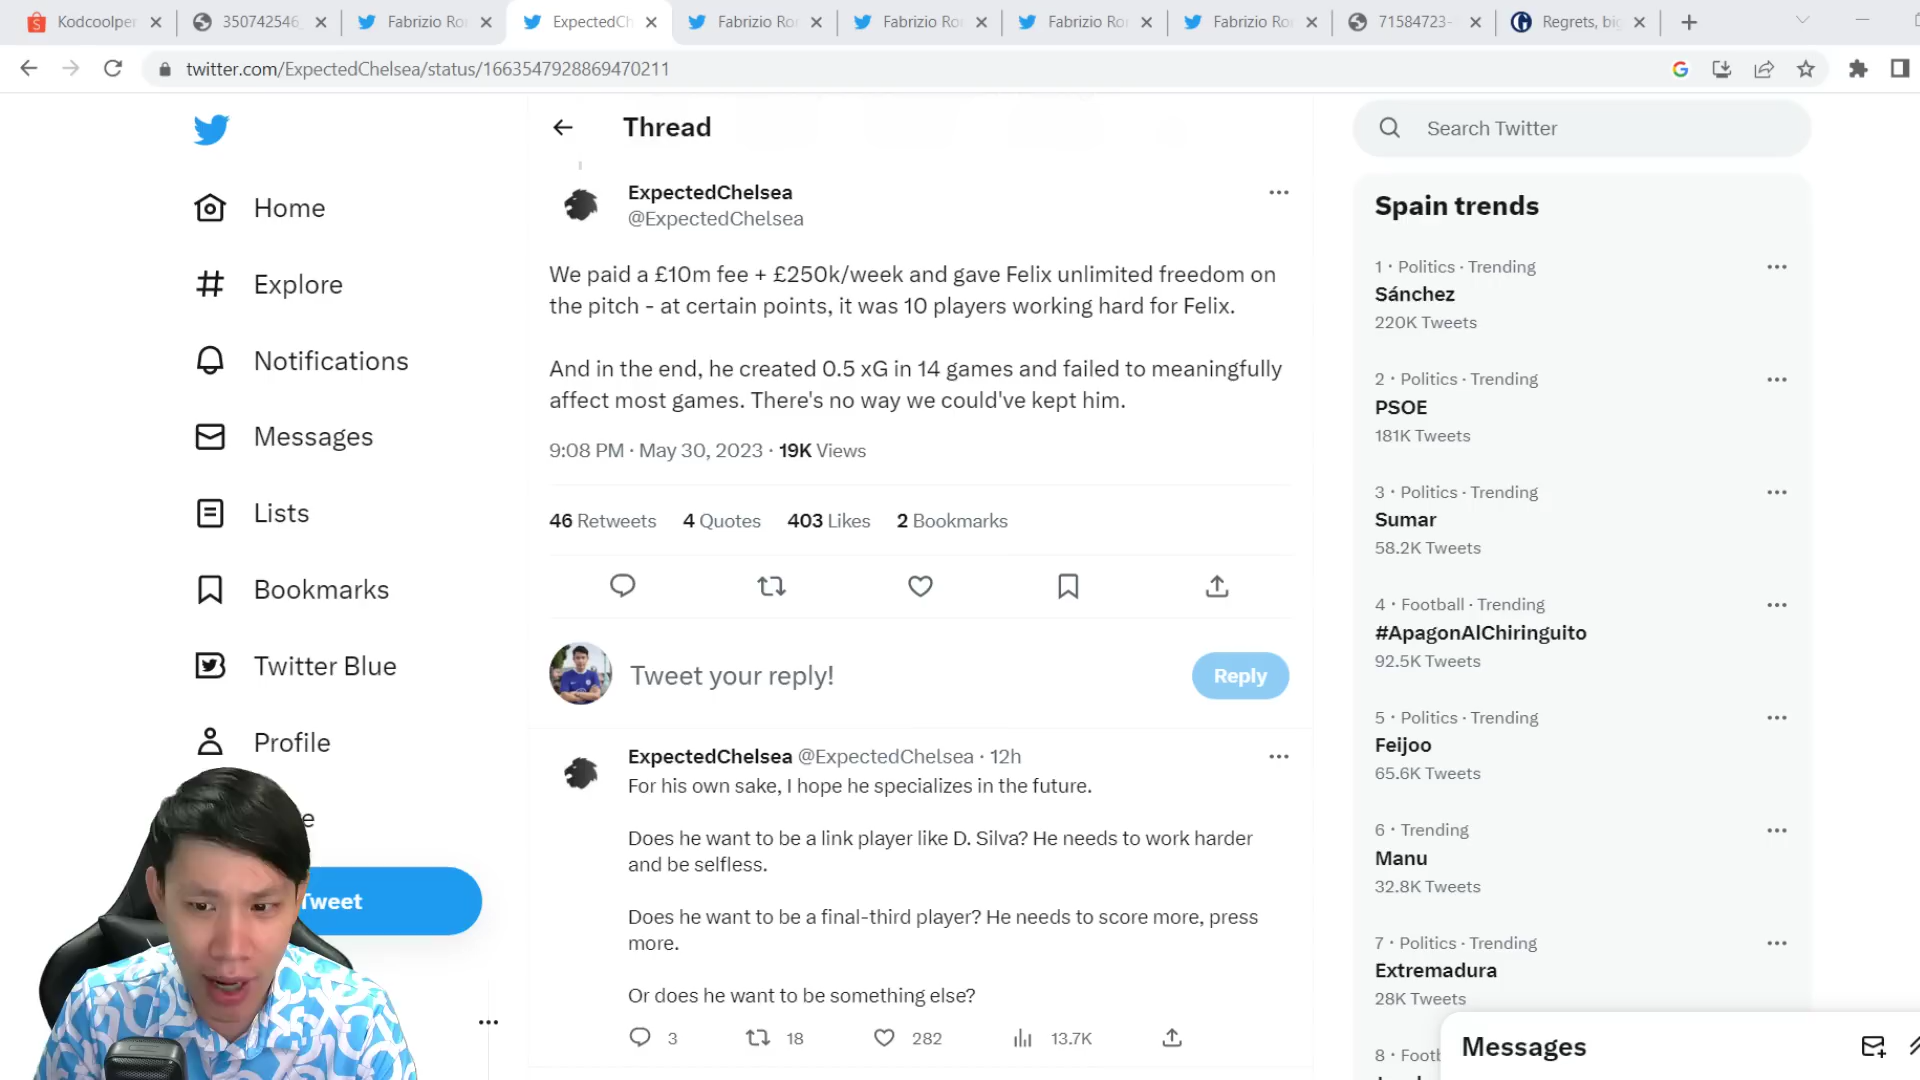 Kodcoolper
350742546_
Fabrizio Ro
ExpectedCh
Fabrizio Ro
Fabrizio Ro
Fabrizio Ro
Fabrizio Ro
71584723-
Regrets, big
twitter.com/ExpectedChelsea/status/1663547928869470211
Home
Explore
Notifications
Messages
Lists
Bookmarks
Twitter Blue
Profile
Tweet
Thread
ExpectedChelsea
@ExpectedChelsea
We paid a £10m fee + £250k/week and gave Felix unlimited freedom on
the pitch - at certain points, it was 10 players working hard for Felix.
And in the end, he created 0.5 xG in 14 games and failed to meaningfully
affect most games. There's no way we could've kept him.
9:08 PM · May 30, 2023 · 19K Views
46 Retweets 4 Quotes 403 Likes 2 Bookmarks
Tweet your reply!
Reply
ExpectedChelsea @ExpectedChelsea · 12h
For his own sake, I hope he specializes in the future.
Does he want to be a link player like D. Silva? He needs to work harder
and be selfless.
Does he want to be a final-third player? He needs to score more, press
more.
Or does he want to be something else?
3 18 282 13.7K
Search Twitter
Spain trends
1 · Politics · Trending
Sánchez
220K Tweets
2 · Politics · Trending
PSOE
181K Tweets
3 · Politics · Trending
Sumar
58.2K Tweets
4 · Football · Trending
#ApagonAlChiringuito
92.5K Tweets
5 · Politics · Trending
Feijoo
65.6K Tweets
6 · Trending
Manu
32.8K Tweets
7 · Politics · Trending
Extremadura
28K Tweets
8 · Footb
Messages